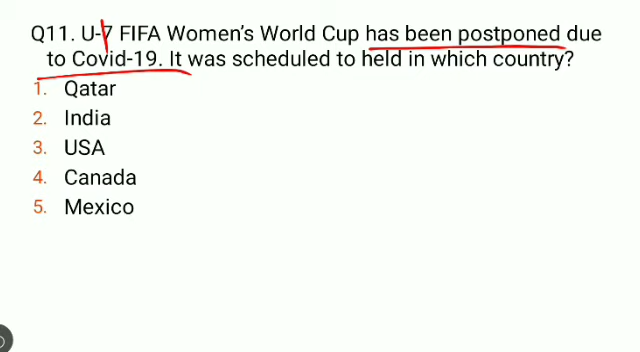 Q11. U-17 FIFA Women's World Cup has been postponed due
to Covid-19. It was scheduled to held in which country?
1. Qatar
2. India
3. USA
4. Canada
5. Mexico